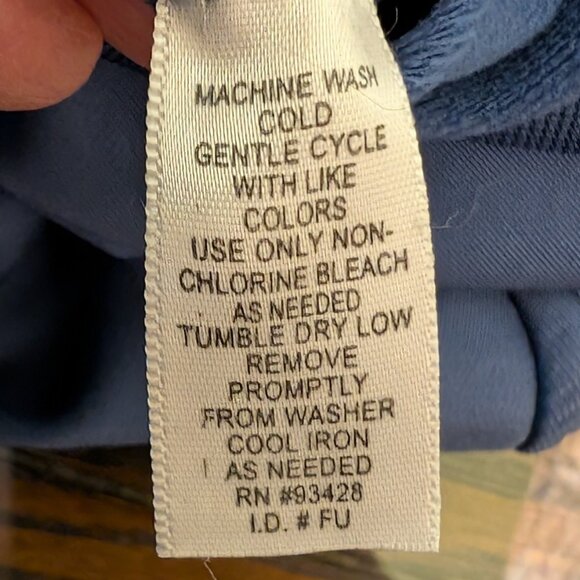 MACHINE WASH
COLD
GENTLE CYCLE
WITH LIKE
COLORS
USE ONLY NON-
CHLORINE BLEACH
AS NEEDED
TUMBLE DRY LOW
REMOVE
PROMPTLY
FROM WASHER
COOL IRON
AS NEEDED
RN #93428
I.D. # FU